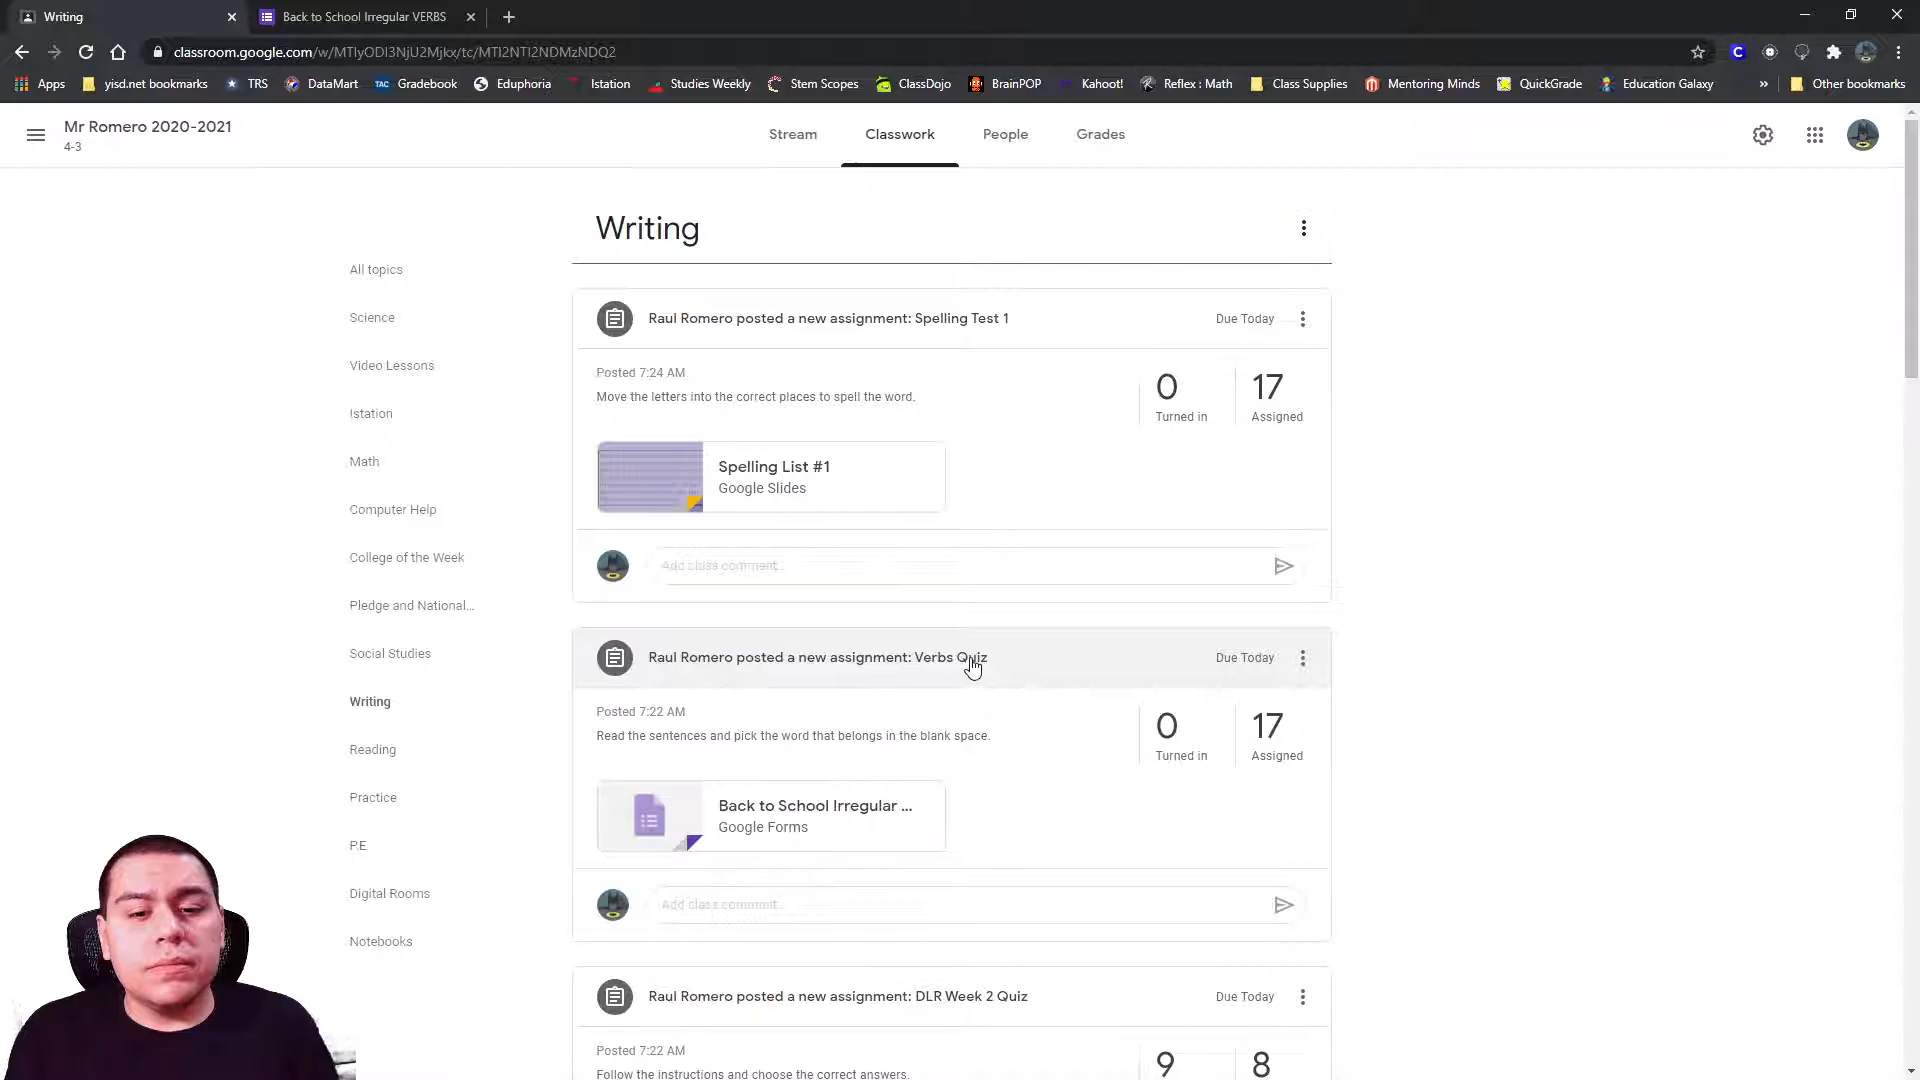 Writing
Back to School Irregular VERBS
classroom.google.com/w/MTIyODI3NjU2Mjkx/tc/MTI2NTI2NDMzNDQ2
Apps
yisd.net bookmarks
TRS
DataMart
TAC Gradebook
Eduphoria
Istation
Studies Weekly
Stem Scopes
ClassDojo
BrainPOP
Kahoot!
Reflex : Math
Class Supplies
Mentoring Minds
QuickGrade
Education Galaxy
»
Other bookmarks
Mr Romero 2020-2021
4-3
Stream
Classwork
People
Grades
Writing
All topics
Science
Video Lessons
Istation
Math
Computer Help
College of the Week
Pledge and National...
Social Studies
Writing
Reading
Practice
P.E
Digital Rooms
Notebooks
Raul Romero posted a new assignment: Spelling Test 1
Due Today
Posted 7:24 AM
Move the letters into the correct places to spell the word.
0
Turned in
17
Assigned
Spelling List #1
Google Slides
Add class comment...
Raul Romero posted a new assignment: Verbs Quiz
Due Today
Posted 7:22 AM
Read the sentences and pick the word that belongs in the blank space.
0
Turned in
17
Assigned
Back to School Irregular ...
Google Forms
Add class comment...
Raul Romero posted a new assignment: DLR Week 2 Quiz
Due Today
Posted 7:22 AM
Follow the instructions and choose the correct answers.
9
8